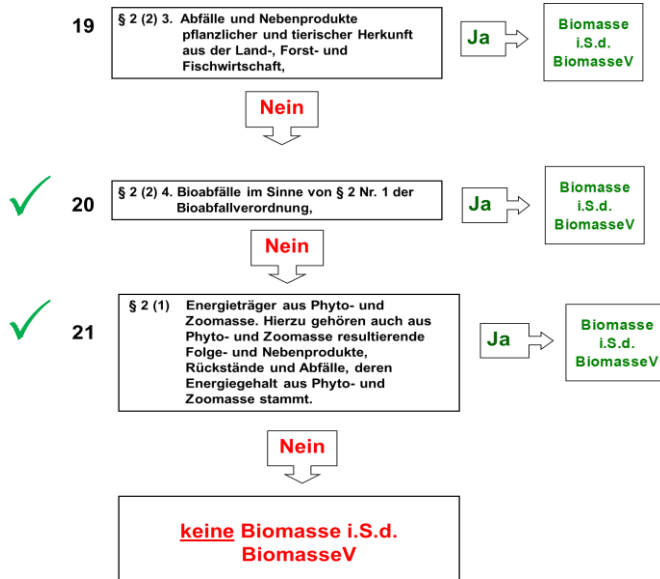 19
§ 2 (2) 3. Abfälle und Nebenprodukte
pflanzlicher und tierischer Herkunft
aus der Land-, Forst- und
Fischwirtschaft,
Ja
Biomasse
i.S.d.
BiomasseV
Nein
20
§ 2 (2) 4. Bioabfälle im Sinne von § 2 Nr. 1 der
Bioabfallverordnung,
Ja
Biomasse
i.S.d.
BiomasseV
Nein
21
§ 2 (1) Energieträger aus Phyto- und
Zoomasse. Hierzu gehören auch aus
Phyto- und Zoomasse resultierende
Folge- und Nebenprodukte,
Rückstände und Abfälle, deren
Energiegehalt aus Phyto- und
Zoomasse stammt.
Ja
Biomasse
i.S.d.
BiomasseV
Nein
keine Biomasse i.S.d.
BiomasseV